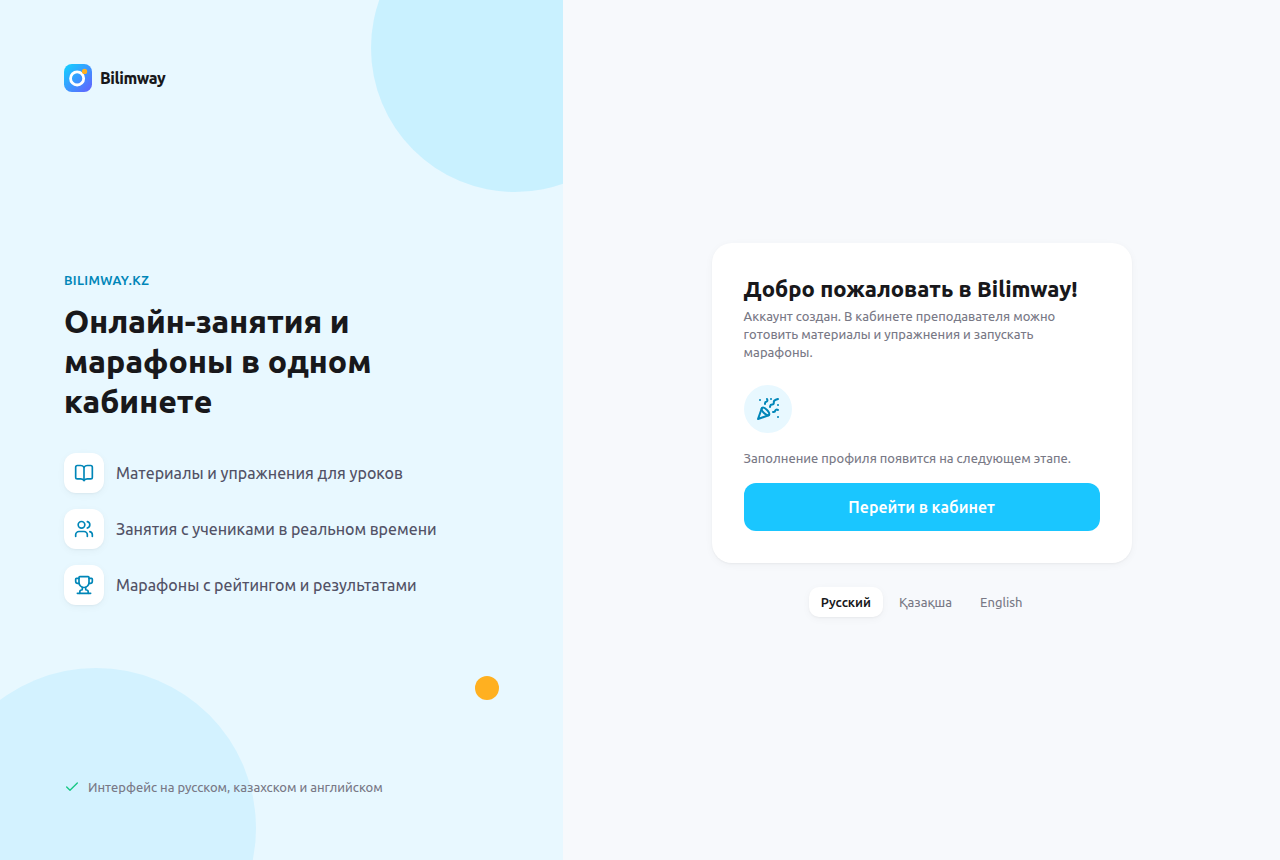 Bilimway
BILIMWAY.KZ
Онлайн-занятия и
марафоны в одном
кабинете
Материалы и упражнения для уроков
Занятия с учениками в реальном времени
Марафоны с рейтингом и результатами
Интерфейс на русском, казахском и английском
Добро пожаловать в Bilimway!
Аккаунт создан. В кабинете преподавателя можно
готовить материалы и упражнения и запускать
марафоны.
Заполнение профиля появится на следующем этапе.
Перейти в кабинет
Русский Қазақша English